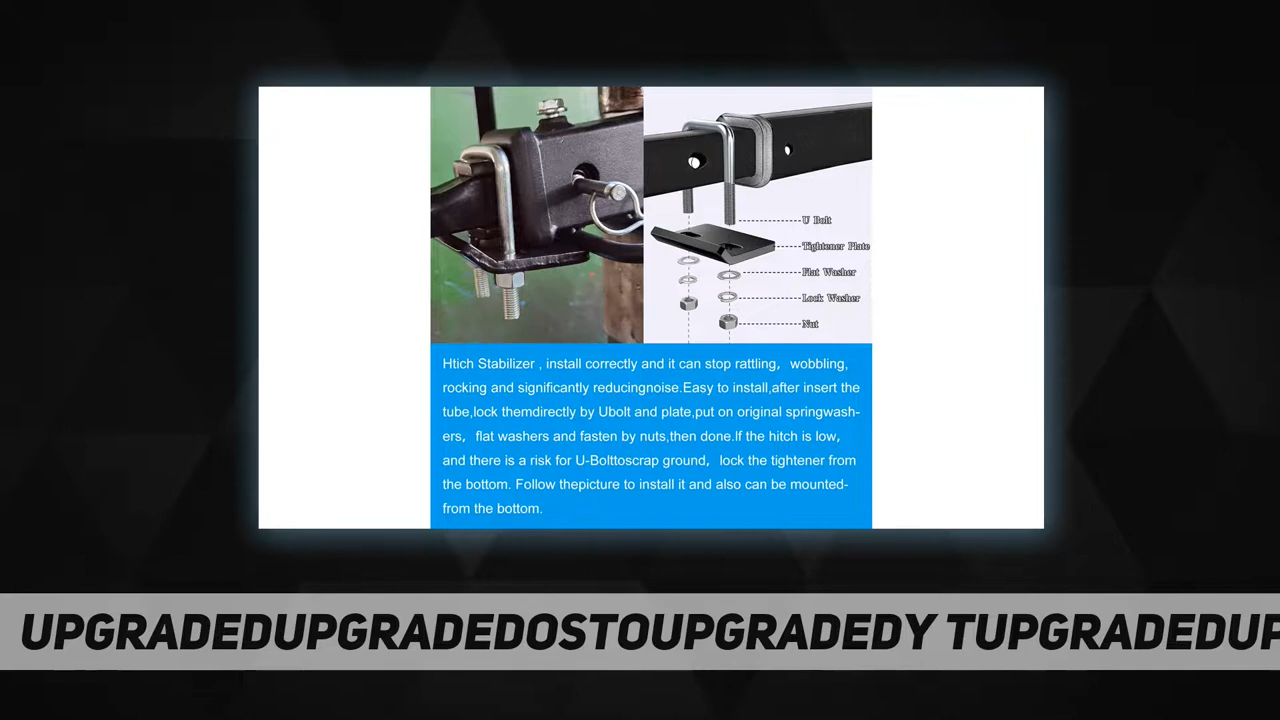 U Bolt
Tightener Plate
Flat Washer
Lock Washer
Nut
Htich Stabilizer , install correctly and it can stop rattling, wobbling,
rocking and significantly reducingnoise.Easy to install,after insert the
tube,lock themdirectly by Ubolt and plate,put on original springwash-
ers, flat washers and fasten by nuts,then done.If the hitch is low,
and there is a risk for U-Bolttoscrap ground, lock the tightener from
the bottom. Follow thepicture to install it and also can be mounted-
from the bottom.
UPGRADEDUPGRADEDOSTOUPGRADEDY TUPGRADEDUP